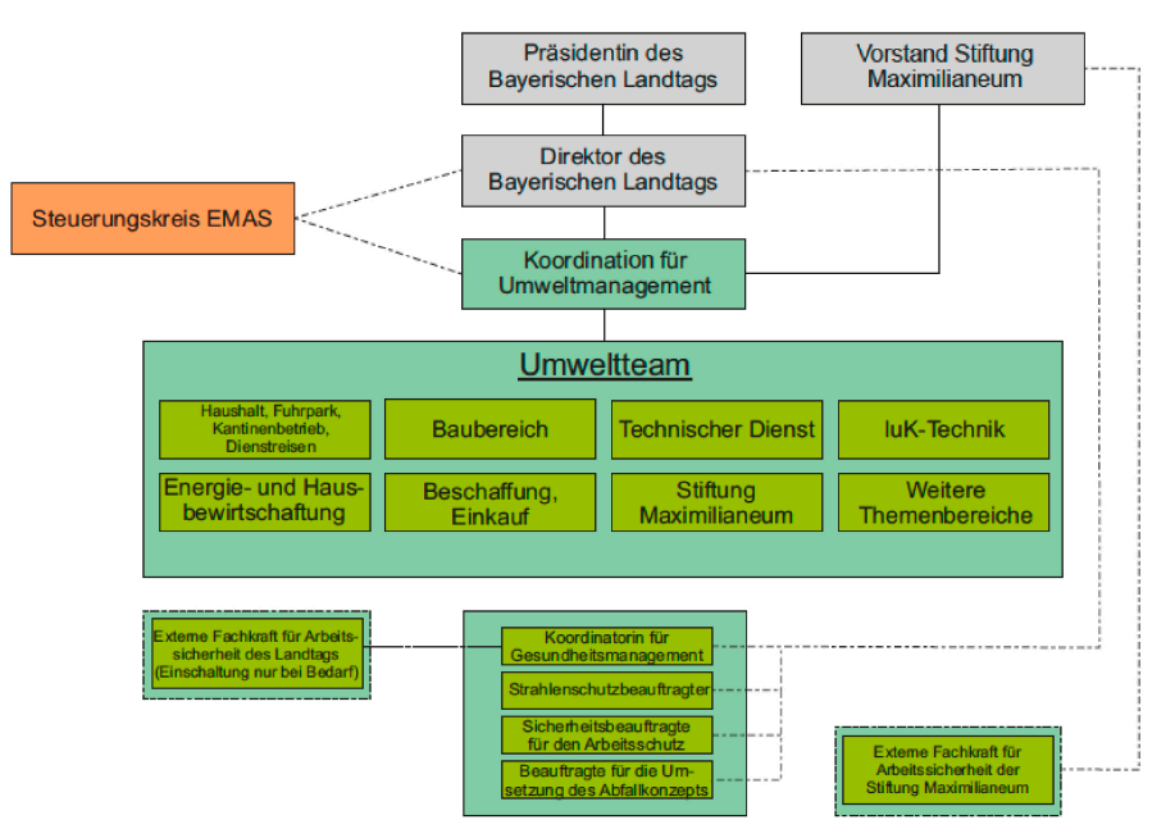 Präsidentin des
Bayerischen Landtags
Vorstand Stiftung
Maximilianeum
Direktor des
Bayerischen Landtags
Steuerungskreis EMAS
Koordination für
Umweltmanagement
Umweltteam
Haushalt, Fuhrpark,
Kantinenbetrieb,
Dienstreisen
Baubereich
Technischer Dienst
IuK-Technik
Energie- und Haus-
bewirtschaftung
Beschaffung,
Einkauf
Stiftung
Maximilianeum
Weitere
Themenbereiche
Externe Fachkraft für Arbeits-
sicherheit des Landtags
(Einschaltung nur bei Bedarf)
Koordinatorin für
Gesundheitsmanagement
Strahlenschutzbeauftragter
Sicherheitsbeauftragte
für den Arbeitsschutz
Beauftragte für die Um-
setzung des Abfallkonzepts
Externe Fachkraft für
Arbeitssicherheit der
Stiftung Maximilianeum